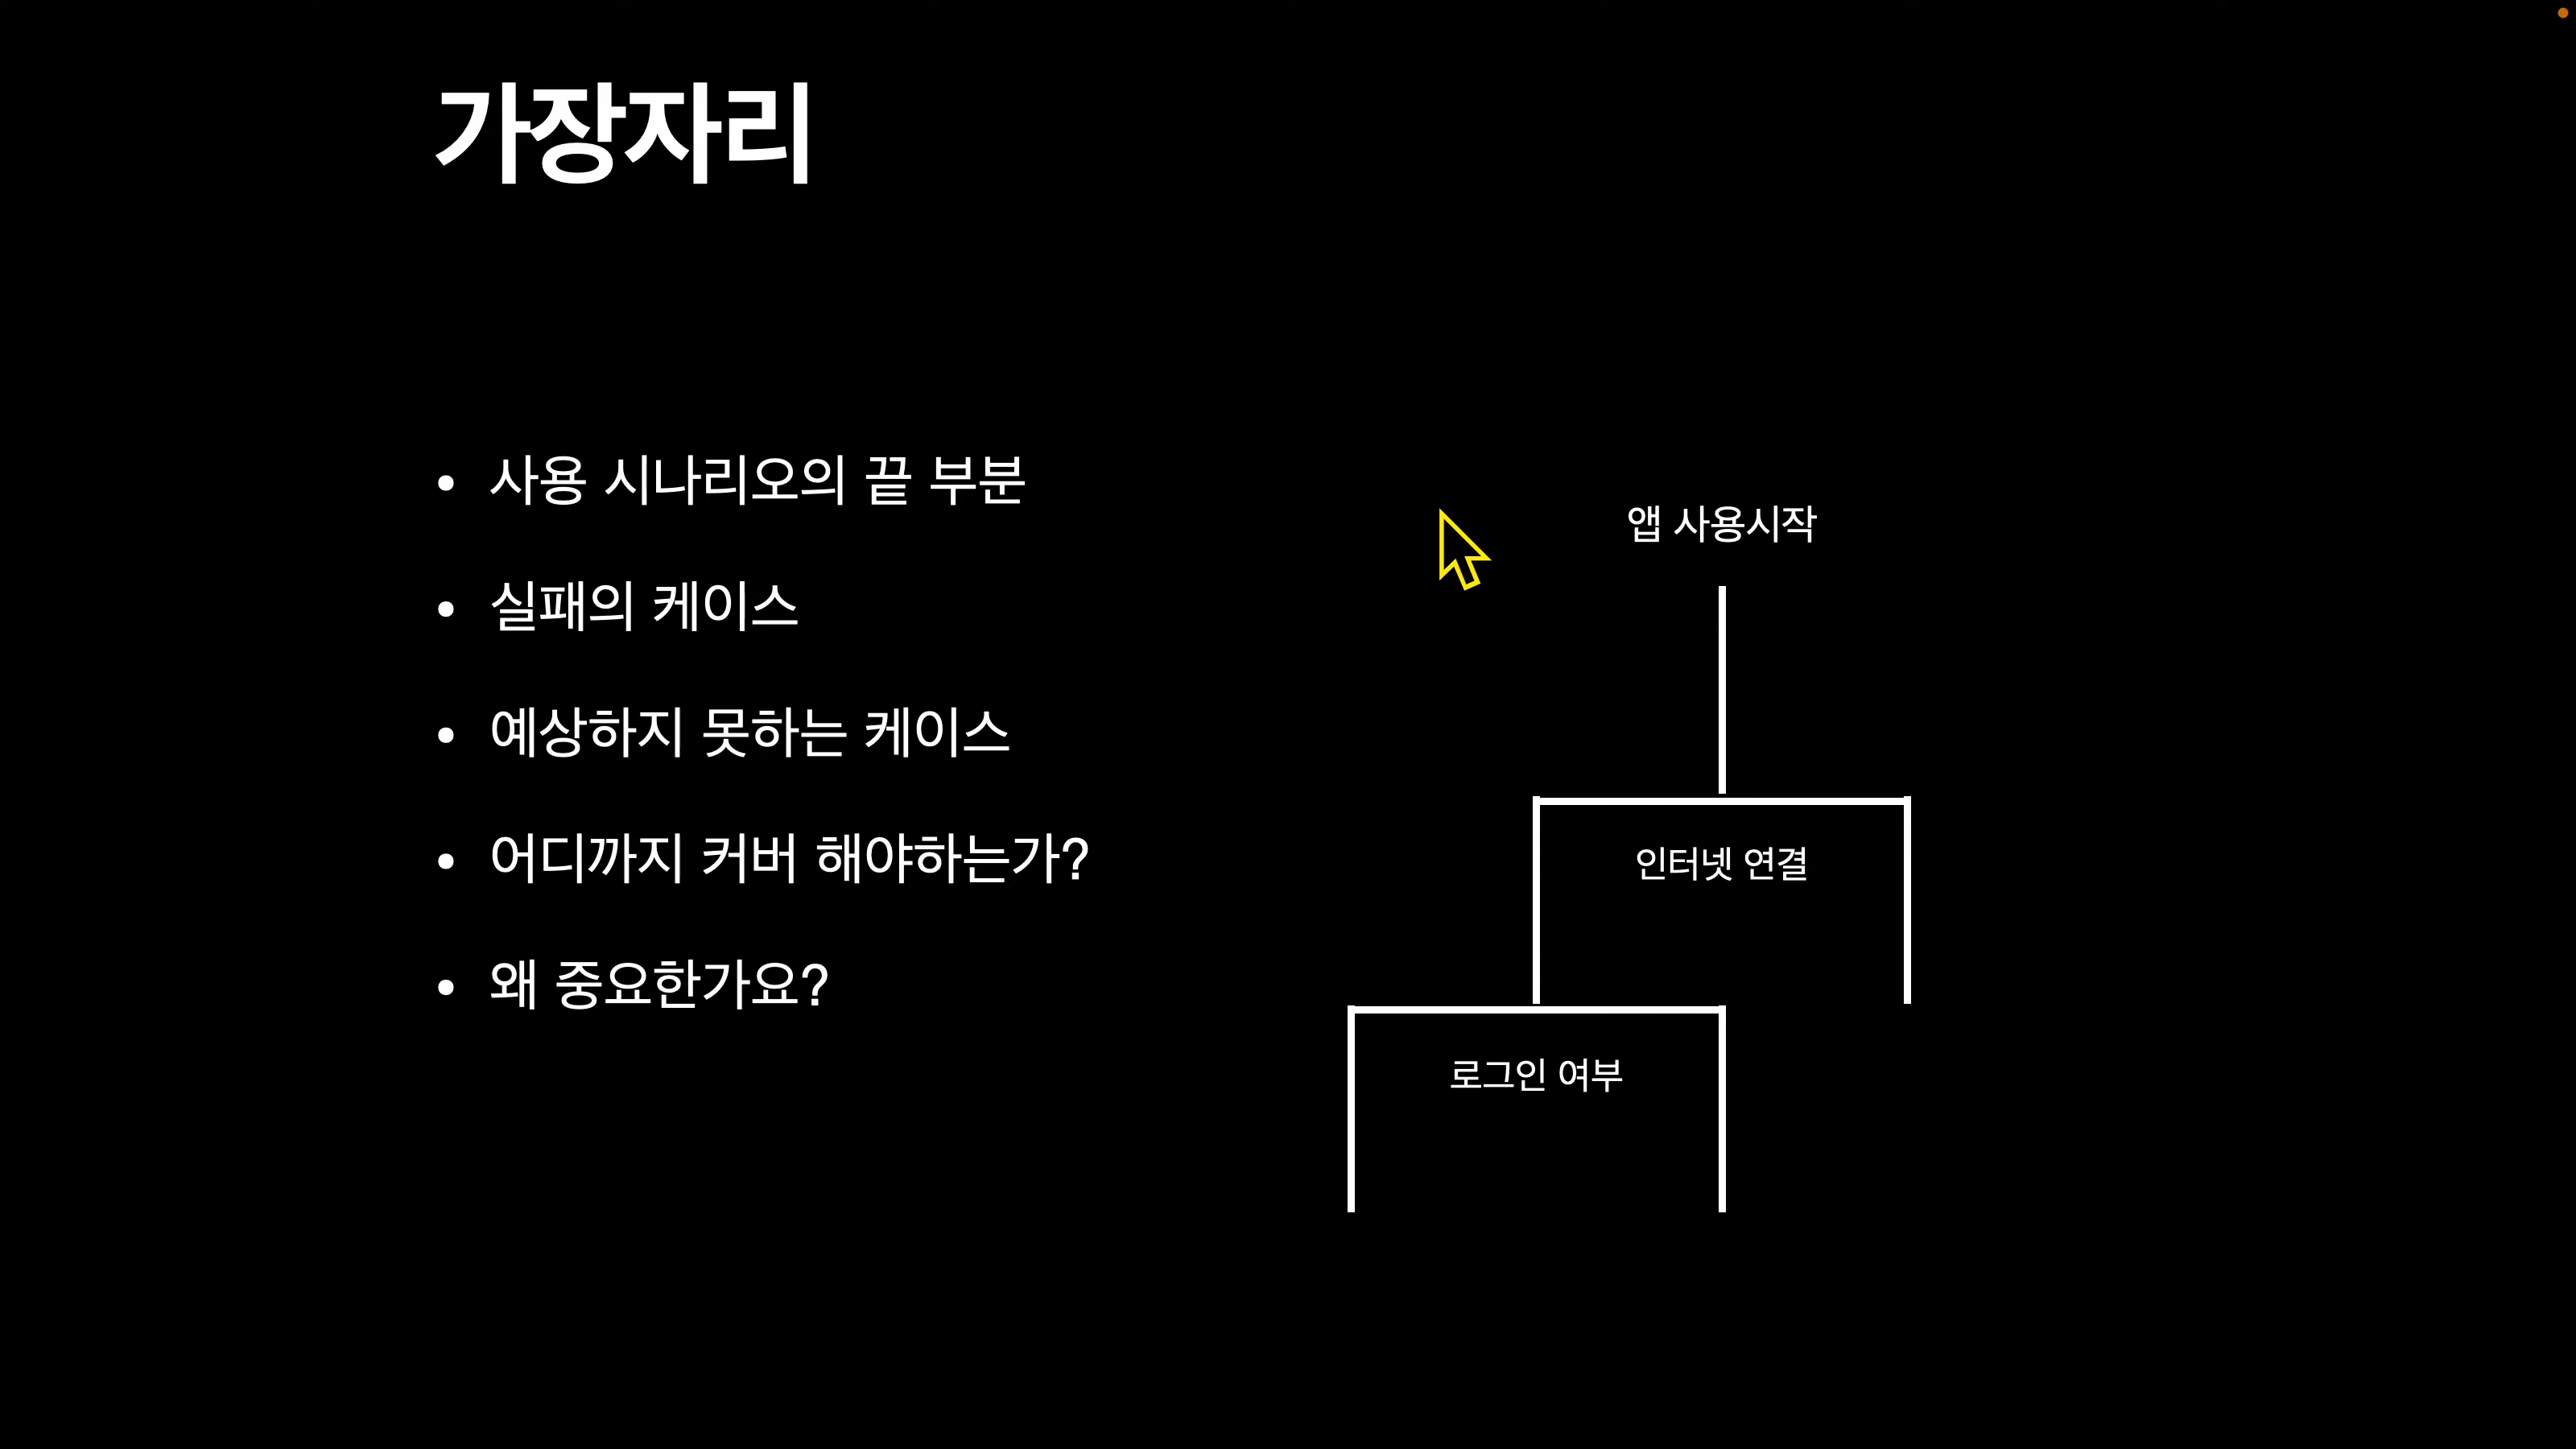 가장자리
• 사용 시나리오의 끝 부분
• 실패의 케이스
• 예상하지 못하는 케이스
• 어디까지 커버 해야하는가?
• 왜 중요한가요?
앱 사용시작
인터넷 연결
로그인 여부